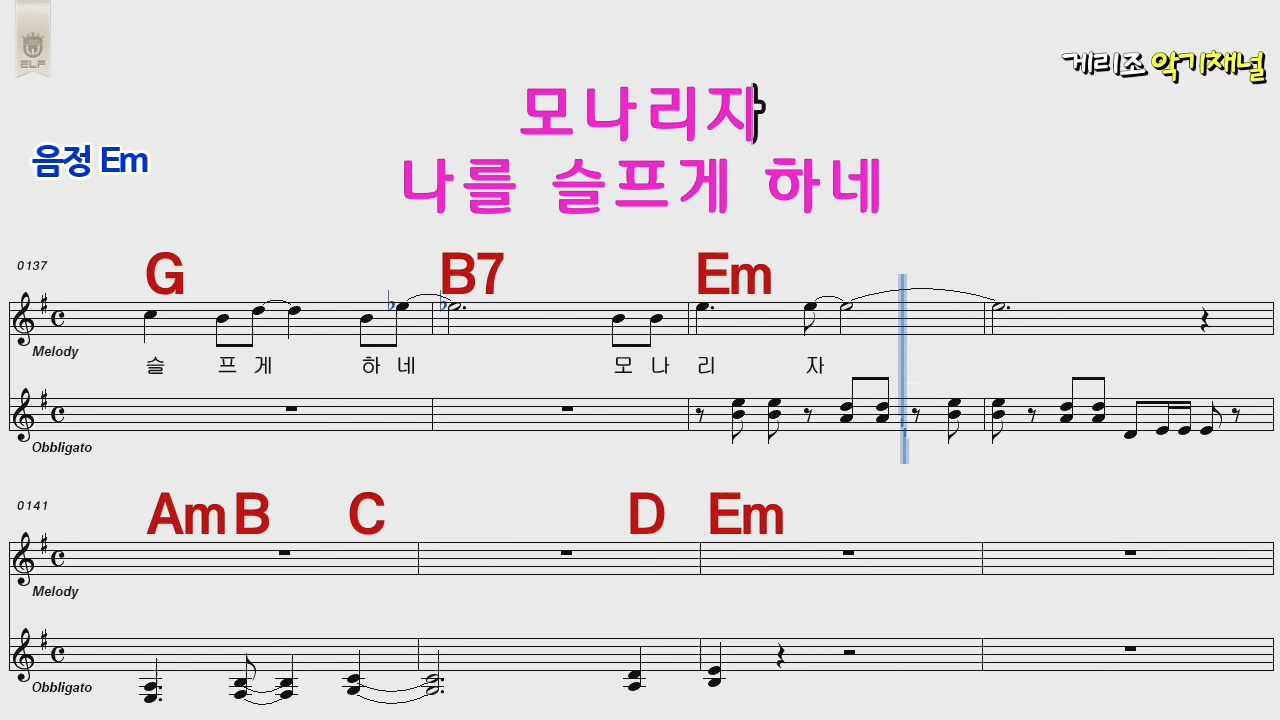 ELF
게리조 악기채널
모나리자
음정 Em
나를 슬프게 하네
0137
G B7 Em
Melody
슬 프 게 하 네 모 나 리 자
Obbligato
0141
Am B C D Em
Melody
Obbligato